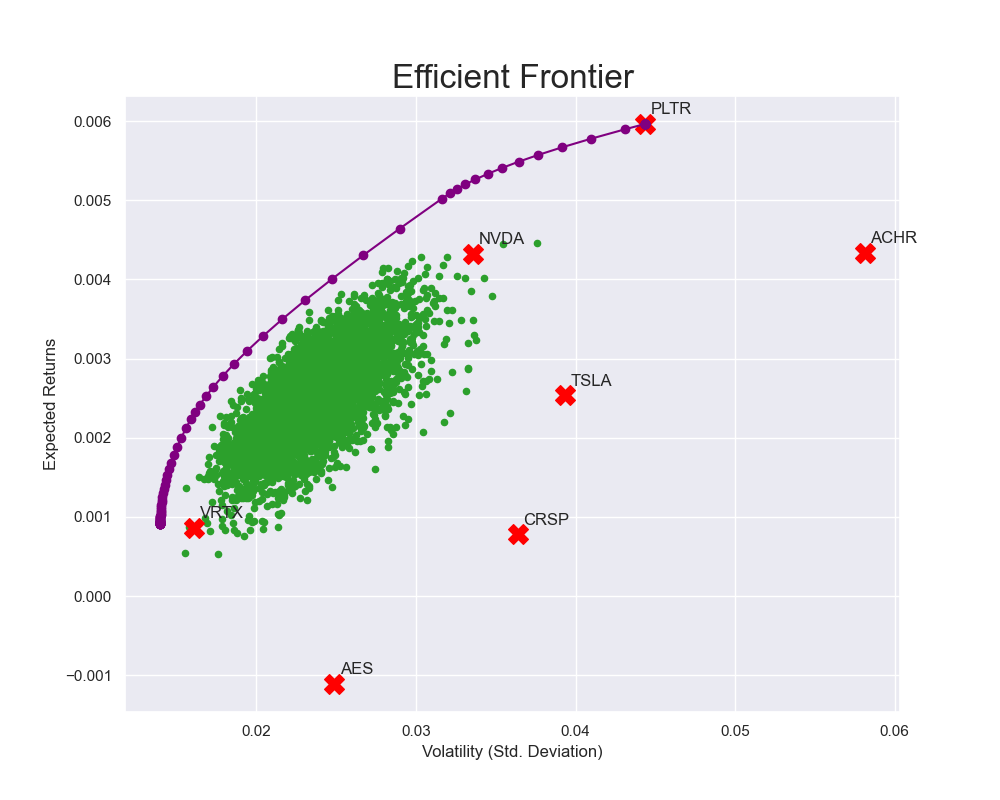 Efficient Frontier
PLTR
0.006
0.005
NVDA
ACHR
0.004
0.003
TSLA
Expected Returns
0.002
0.001
VRTX
CRSP
0.000
AES
−0.001
0.02
0.03
0.04
0.05
0.06
Volatility (Std. Deviation)